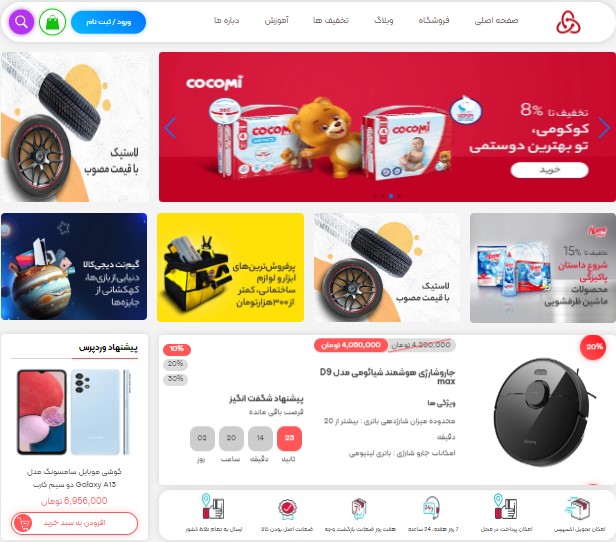 صفحه اصلی
فروشگاه
وبلاگ
تخفیف ها
آموزش
درباره ما
ورود / ثبت نام
cocomi
تخفیف تا 8%
کوکومی،
تو بهترین دوستمی
خرید
cocomi
cocomi
لاستیک
با قیمت مصوب
تخفیف تا 15%
شروع داستان
پاکیزگی
محصولات
ماشین ظرفشویی
لاستیک
با قیمت مصوب
پرفروش‌ترین‌های
ابزار و لوازم
ساختمانی، کمتر
از ۳۰۰ هزار تومان
گیم‌نت دیجی‌کالا
دنیایی از بازی‌ها،
کهکشانی از
جایزه‌ها
20%
4,200,000 تومان
4,050,000 تومان
جاروشارژی هوشمند شیائومی مدل D9
max
ویژگی ها
محدوده میزان شارژدهی باتری : بیشتر از 20
دقیقه
امکانات جارو شارژی : باتری لیتیومی
10%
20%
30%
پیشنهاد شگفت انگیز
فرصت باقی مانده
23
ثانیه
14
دقیقه
20
ساعت
02
روز
پیشنهاد وردپرس
گوشی موبایل سامسونگ مدل
Galaxy A13 دو سیم کارت
6,956,000 تومان
افزودن به سبد خرید
امکان تحویل اکسپرس
امکان پرداخت در محل
7 روز هفته، 24 ساعته
هفت روز ضمانت بازگشت وجه
ضمانت اصل بودن کالا
ارسال به تمام نقاط کشور